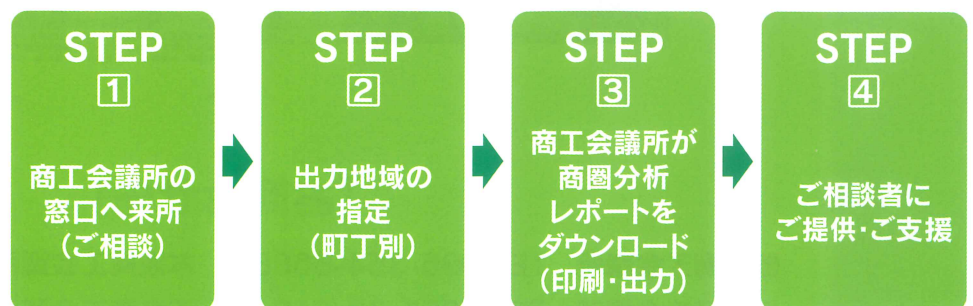 STEP
1
商工会議所の
窓口へ来所
（ご相談）
STEP
2
出力地域の
指定
（町丁別）
STEP
3
商工会議所が
商圏分析
レポートを
ダウンロード
（印刷・出力）
STEP
4
ご相談者に
ご提供・ご支援